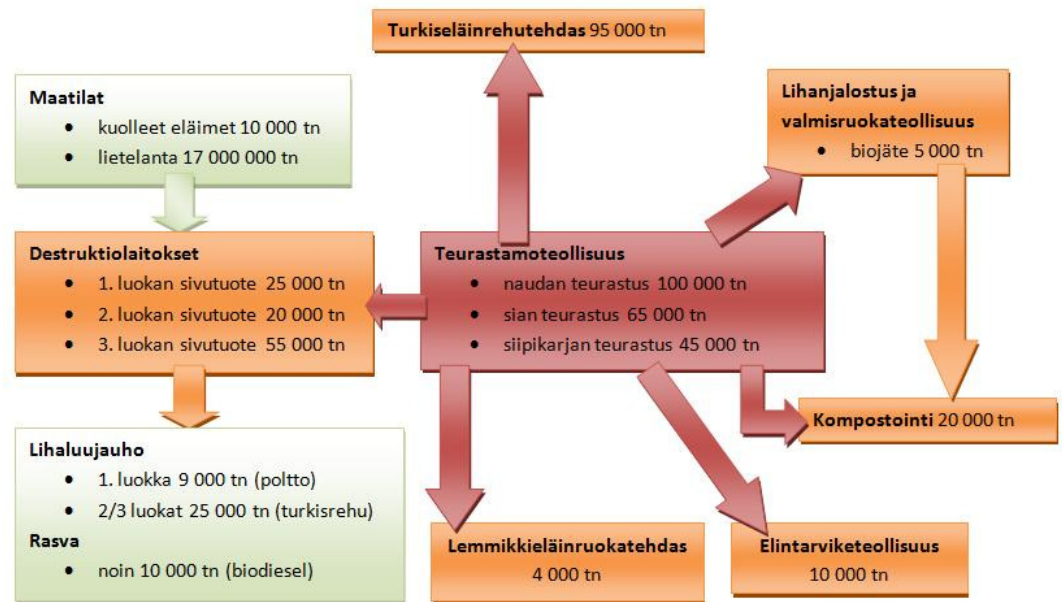 Turkiseläinrehutehdas 95 000 tn
Maatilat
• kuolleet eläimet 10 000 tn
• lietelanta 17 000 000 tn
Lihanjalostus ja
valmisruokateollisuus
• biojäte 5 000 tn
Destruktiolaitokset
• 1. luokan sivutuote 25 000 tn
• 2. luokan sivutuote 20 000 tn
• 3. luokan sivutuote 55 000 tn
Teurastamoteollisuus
• naudan teurastus 100 000 tn
• sian teurastus 65 000 tn
• siipikarjan teurastus 45 000 tn
Kompostointi 20 000 tn
Lihaluujauho
• 1. luokka 9 000 tn (poltto)
• 2/3 luokat 25 000 tn (turkisrehu)
Rasva
• noin 10 000 tn (biodiesel)
Lemmikkieläinruokatehdas
4 000 tn
Elintarviketeollisuus
10 000 tn